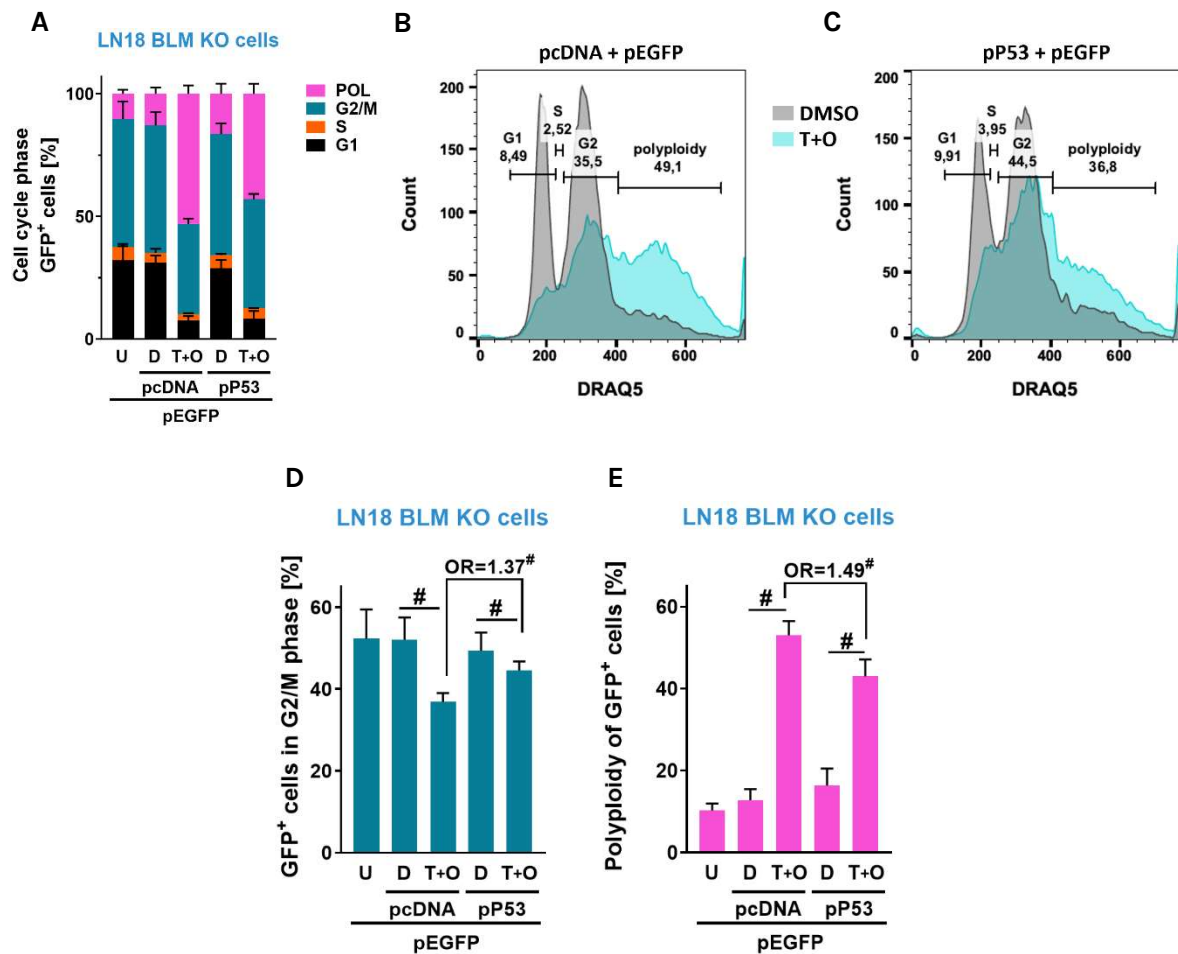 A
LN18 BLM KO cells
Cell cycle phase
GFP+ cells [%]
100
50
0
POL
G2/M
S
G1
U D T+O D T+O
pcDNA pP53
pEGFP
B
pcDNA + pEGFP
Count
200
150
100
50
0
G1
8,49
S
2,52
G2
35,5
polyploidy
49,1
0 200 400 600
DRAQ5
DMSO
T+O
C
pP53 + pEGFP
Count
200
150
100
50
0
G1
9,91
S
3,95
G2
44,5
polyploidy
36,8
0 200 400 600
DRAQ5
D
LN18 BLM KO cells
GFP+ cells in G2/M phase [%]
60
40
20
0
OR=1.37#
#
#
U D T+O D T+O
pcDNA pP53
pEGFP
E
LN18 BLM KO cells
Polyploidy of GFP+ cells [%]
60
40
20
0
OR=1.49#
#
#
U D T+O D T+O
pcDNA pP53
pEGFP